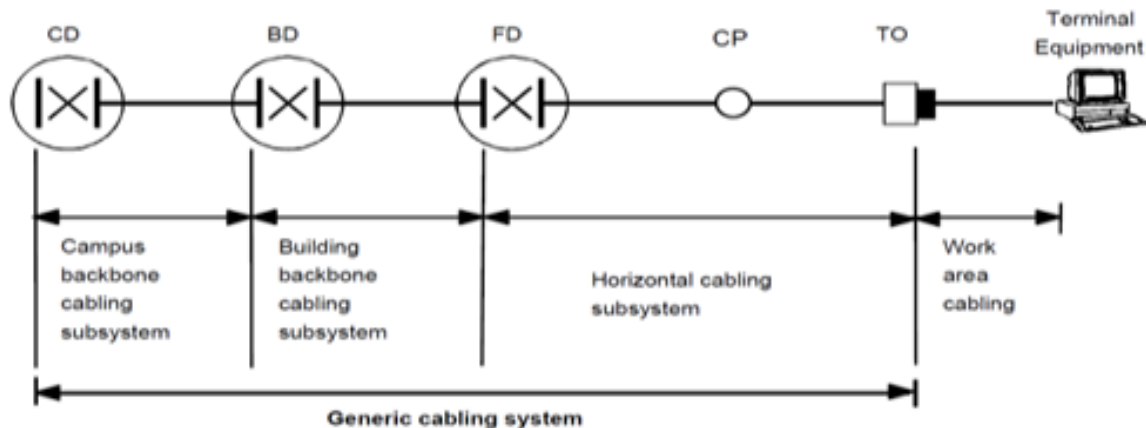 CD
BD
FD
CP
TO
Terminal
Equipment
Campus
backbone
cabling
subsystem
Building
backbone
cabling
subsystem
Horizontal cabling
subsystem
Work
area
cabling
Generic cabling system